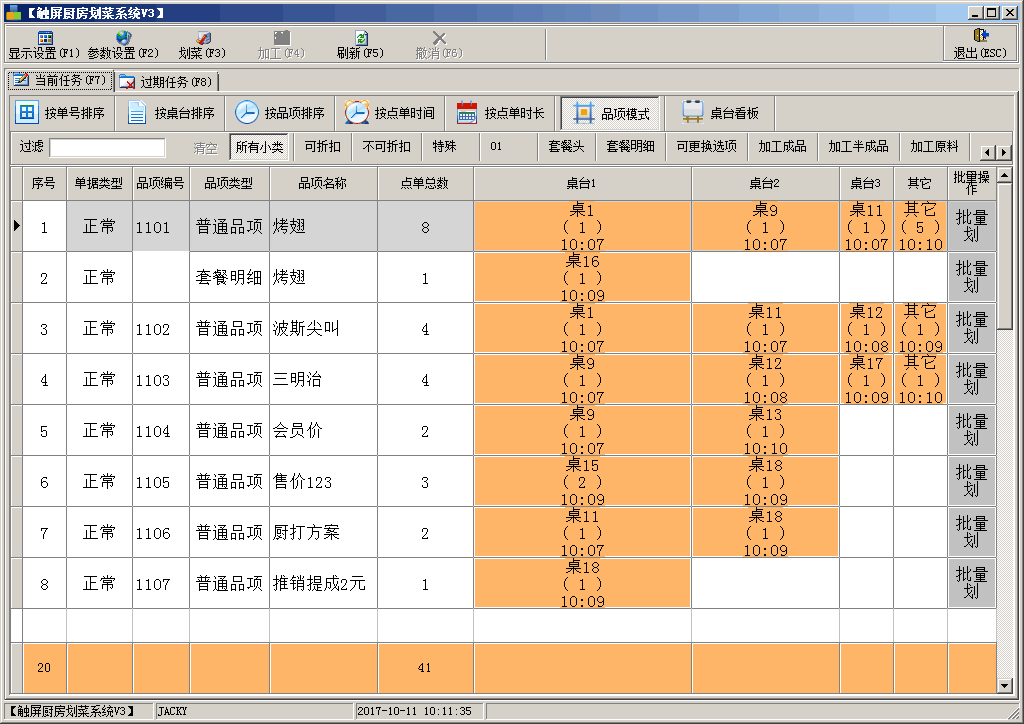 【触屏厨房划菜系统V3】
显示设置(F1) 参数设置(F2) 划菜(F3) 加工(F4) 刷新(F5) 撤消(F6) 退出(ESC)
当前任务(F7) 过期任务(F8)
按单号排序 按桌台排序 按品项排序 按点单时间 按点单时长 品项模式 桌台看板
过滤 清空 所有小类 可折扣 不可折扣 特殊 01 套餐头 套餐明细 可更换选项 加工成品 加工半成品 加工原料
序号 单据类型 品项编号 品项类型 品项名称 点单总数 桌台1 桌台2 桌台3 其它 批量操作
1 正常 1101 普通品项 烤翅 8 桌1 (1) 10:07 桌9 (1) 10:07 桌11 (1) 10:07 其它 (5) 10:10 批量划
2 正常 套餐明细 烤翅 1 桌16 (1) 10:09 批量划
3 正常 1102 普通品项 波斯尖叫 4 桌1 (1) 10:07 桌11 (1) 10:07 桌12 (1) 10:08 其它 (1) 10:09 批量划
4 正常 1103 普通品项 三明治 4 桌9 (1) 10:07 桌12 (1) 10:08 桌17 (1) 10:09 其它 (1) 10:10 批量划
5 正常 1104 普通品项 会员价 2 桌9 (1) 10:07 桌13 (1) 10:10 批量划
6 正常 1105 普通品项 售价123 3 桌15 (2) 10:09 桌18 (1) 10:09 批量划
7 正常 1106 普通品项 厨打方案 2 桌11 (1) 10:07 桌18 (1) 10:09 批量划
8 正常 1107 普通品项 推销提成2元 1 桌18 (1) 10:09 批量划
20 41
【触屏厨房划菜系统V3】 JACKY 2017-10-11 10:11:35